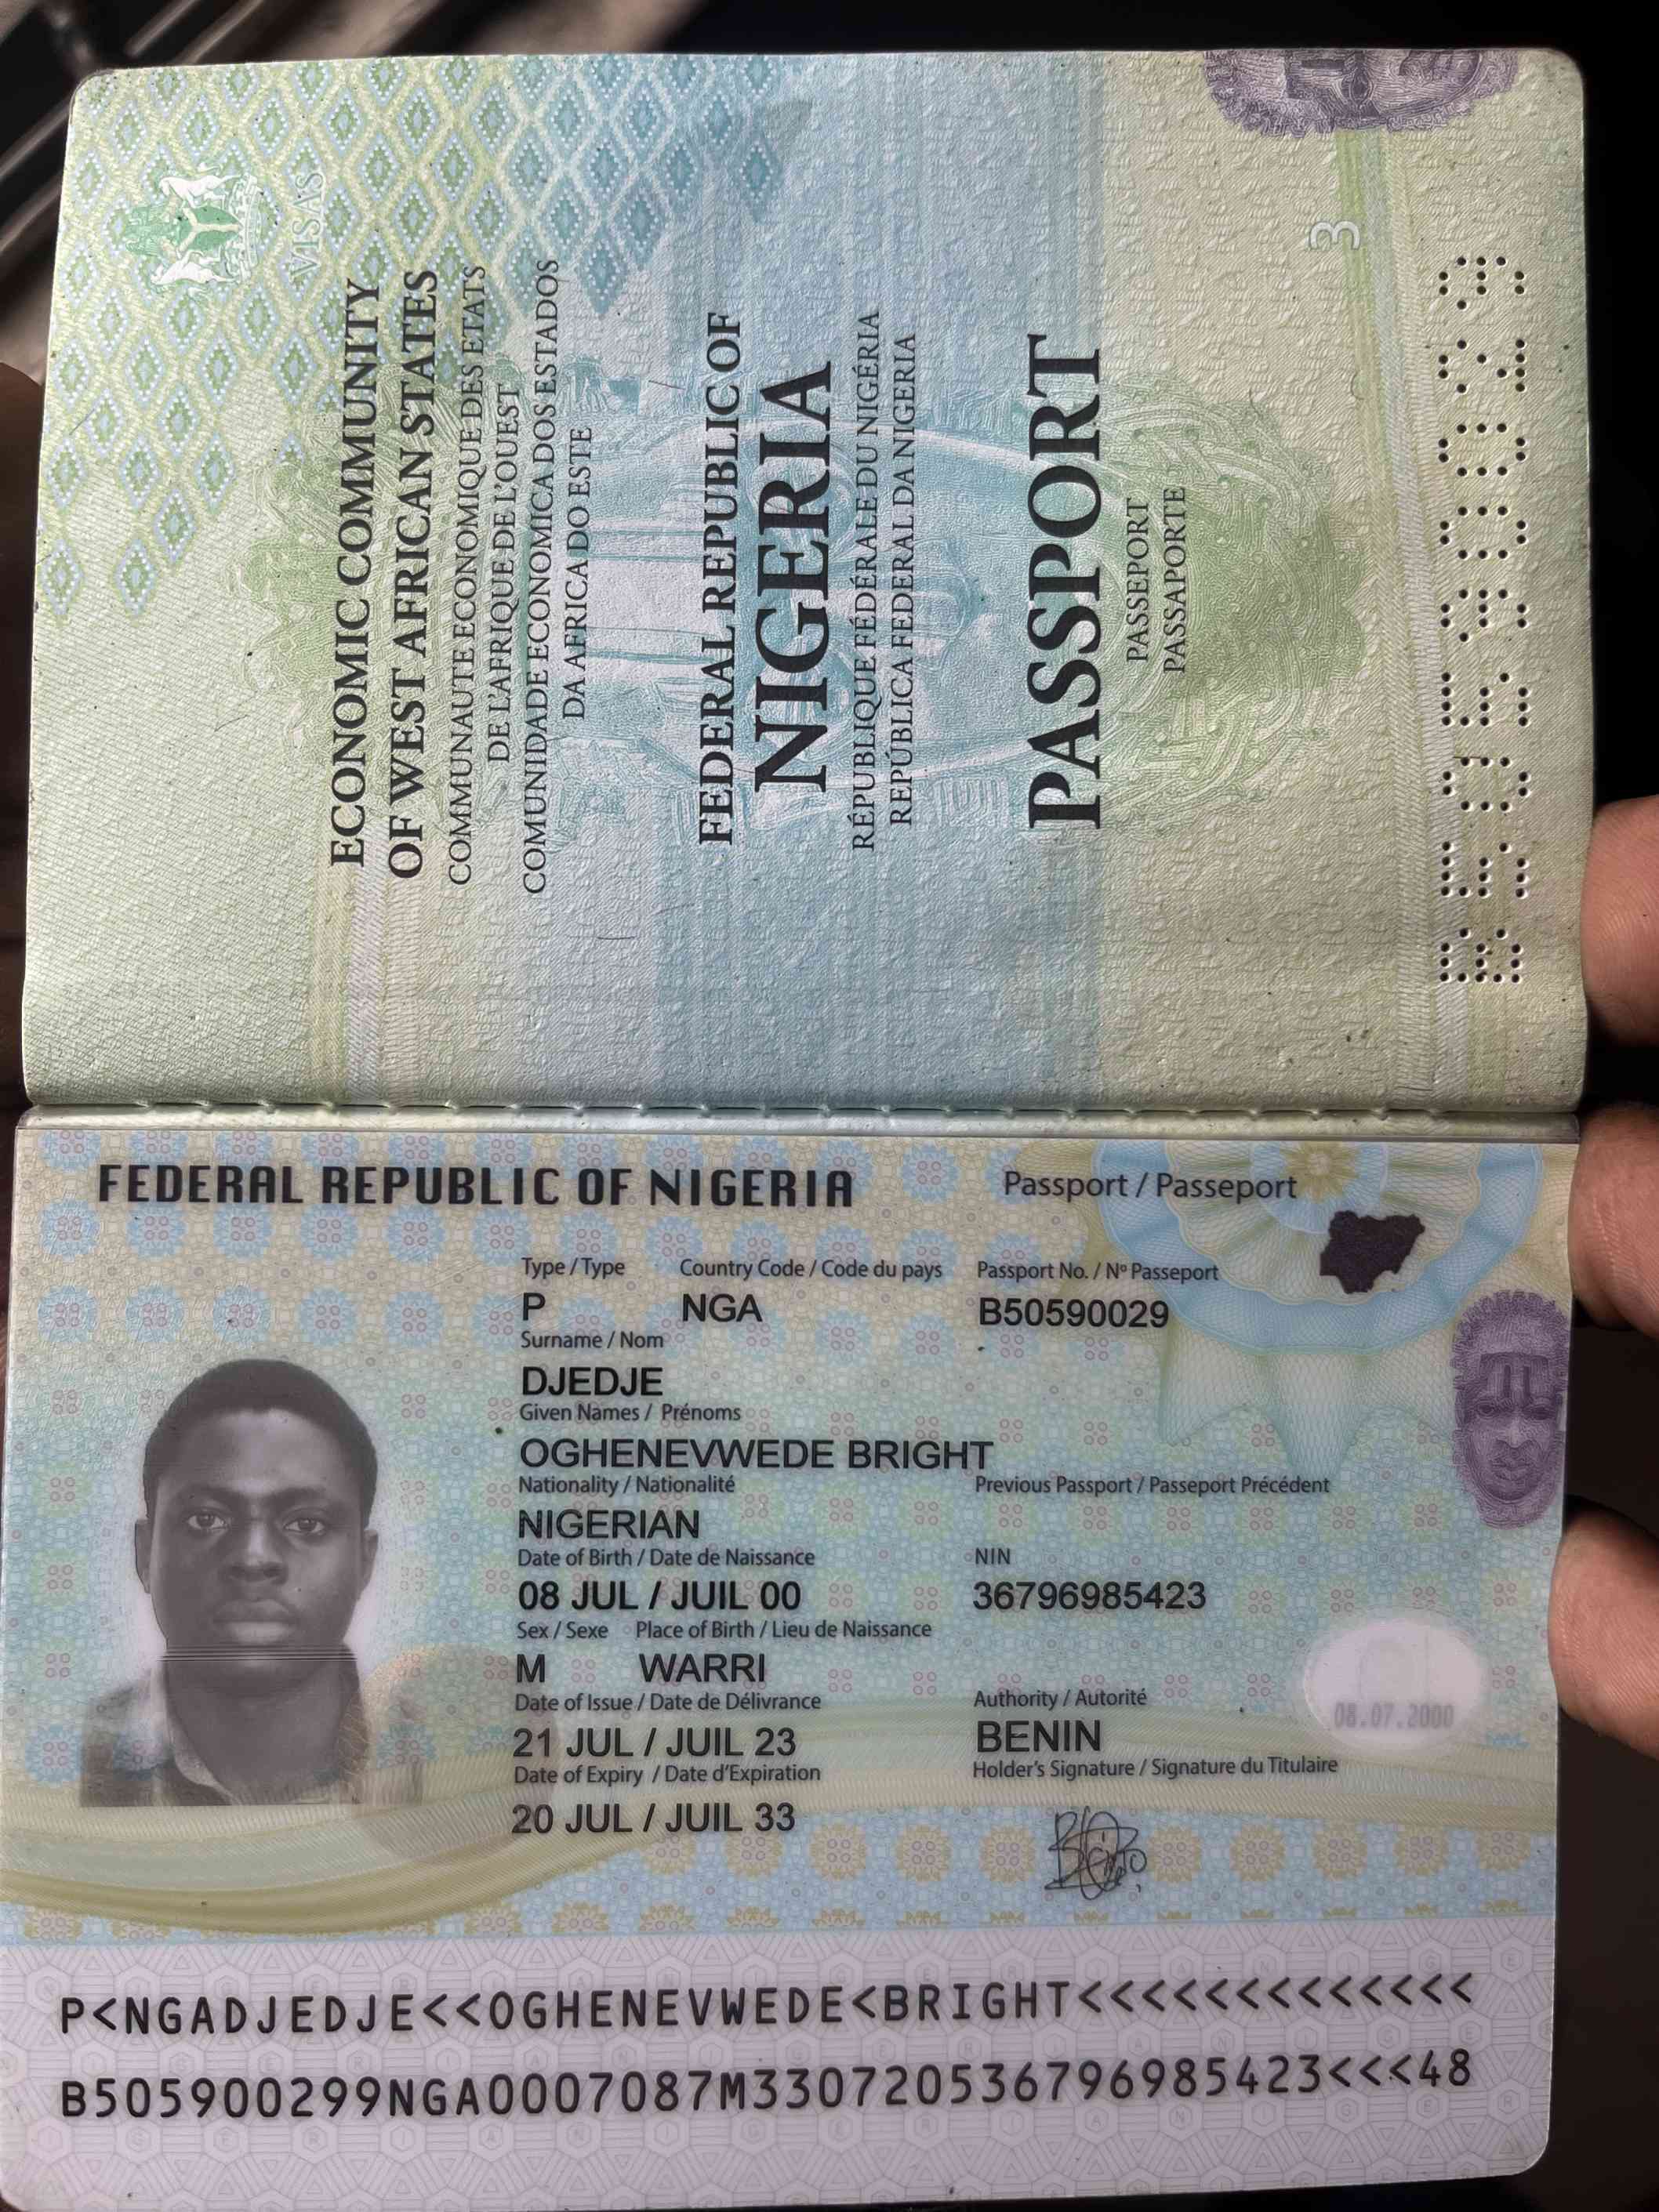 VISAS
ECONOMIC COMMUNITY
OF WEST AFRICAN STATES
COMMUNAUTE ECONOMIQUE DES ETATS
DE L'AFRIQUE DE L'OUEST
COMUNIDADE ECONOMICA DOS ESTADOS
DA AFRICA DO ESTE
FEDERAL REPUBLIC OF
NIGERIA
RÉPUBLIQUE FÉDÉRALE DU NIGÉRIA
REPÚBLICA FEDERAL DA NIGERIA
PASSPORT
PASSEPORT
PASSAPORTE
3
B50590029
FEDERAL REPUBLIC OF NIGERIA
Passport / Passeport
Type / Type Country Code / Code du pays Passport No. / Nº Passeport
P NGA B50590029
Surname / Nom
DJEDJE
Given Names / Prénoms
OGHENEVWEDE BRIGHT
Nationality / Nationalité Previous Passport / Passeport Précédent
NIGERIAN
Date of Birth / Date de Naissance NIN
08 JUL / JUIL 00 36796985423
Sex / Sexe Place of Birth / Lieu de Naissance
M WARRI
Date of Issue / Date de Délivrance Authority / Autorité
08.07.2000
21 JUL / JUIL 23 BENIN
Date of Expiry / Date d'Expiration Holder's Signature / Signature du Titulaire
20 JUL / JUIL 33
P<NGADJEDJE<<OGHENEVWEDE<BRIGHT<<<<<<<<<<<<<
B505900299NGA0007087M330720536796985423<<<48